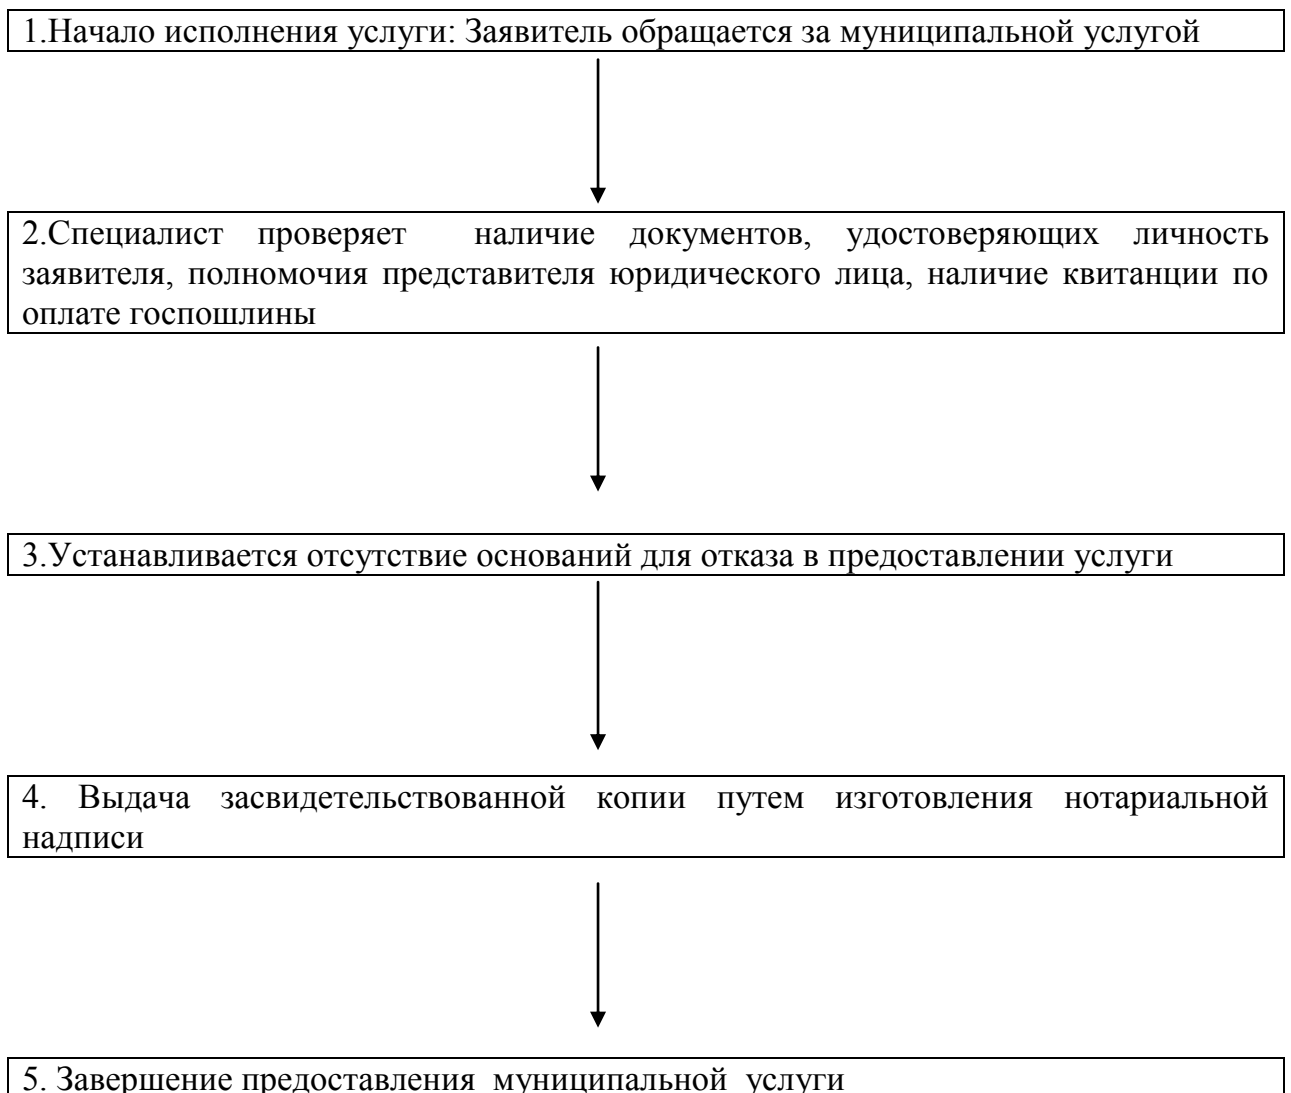 1.Начало исполнения услуги: Заявитель обращается за муниципальной услугой
2.Специалист проверяет наличие документов, удостоверяющих личность
заявителя, полномочия представителя юридического лица, наличие квитанции по
оплате госпошлины
3.Устанавливается отсутствие оснований для отказа в предоставлении услуги
4. Выдача засвидетельствованной копии путем изготовления нотариальной
надписи
5. Завершение предоставления муниципальной услуги